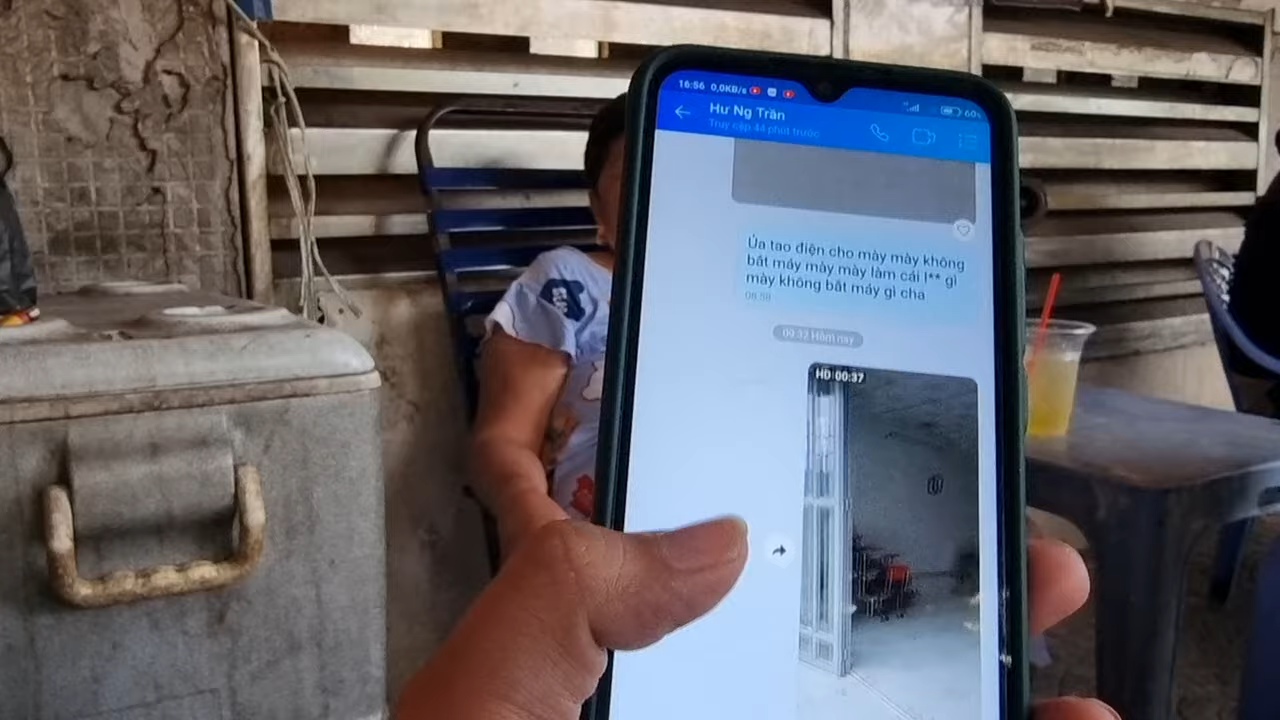 16:56 0,0KB/s
60%
Hư Ng Trần
Truy cập 44 phút trước
Ủa tao điện cho mày mày không
bắt máy mày mày làm cái l** gì
mày không bắt máy gì cha
08:58
09:32 Hôm nay
HD 00:37